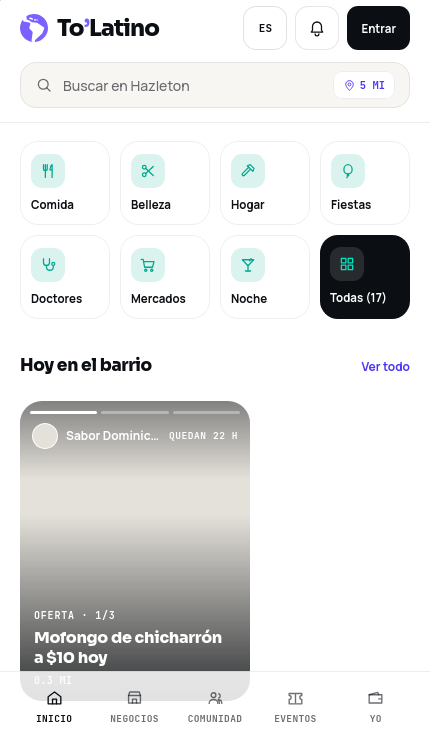 To'Latino
ES
Entrar
Buscar en Hazleton
5 MI
Comida
Belleza
Hogar
Fiestas
Doctores
Mercados
Noche
Todas (17)
Hoy en el barrio
Ver todo
Sabor Dominic…
QUEDAN 22 H
OFERTA · 1/3
Mofongo de chicharrón
a $10 hoy
0.3 MI
INICIO
NEGOCIOS
COMUNIDAD
EVENTOS
YO